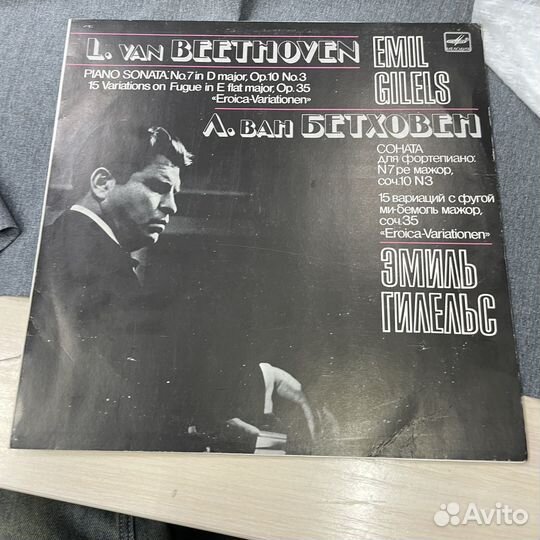 L. VAN BEETHOVEN
EMIL
GILELS
PIANO SONATA No.7 in D major, Op.10 No.3
15 Variations on Fugue in E flat major, Op.35
«Eroica-Variationen»
Л. ВАН БЕТХОВЕН
СОНАТА
для фортепиано:
N7 ре мажор,
соч.10 N3
15 вариаций с фугой
ми-бемоль мажор,
соч.35
«Eroica-Variationen»
ЭМИЛЬ
ГИЛЕЛЬС
МЕЛОДИЯ
Avito